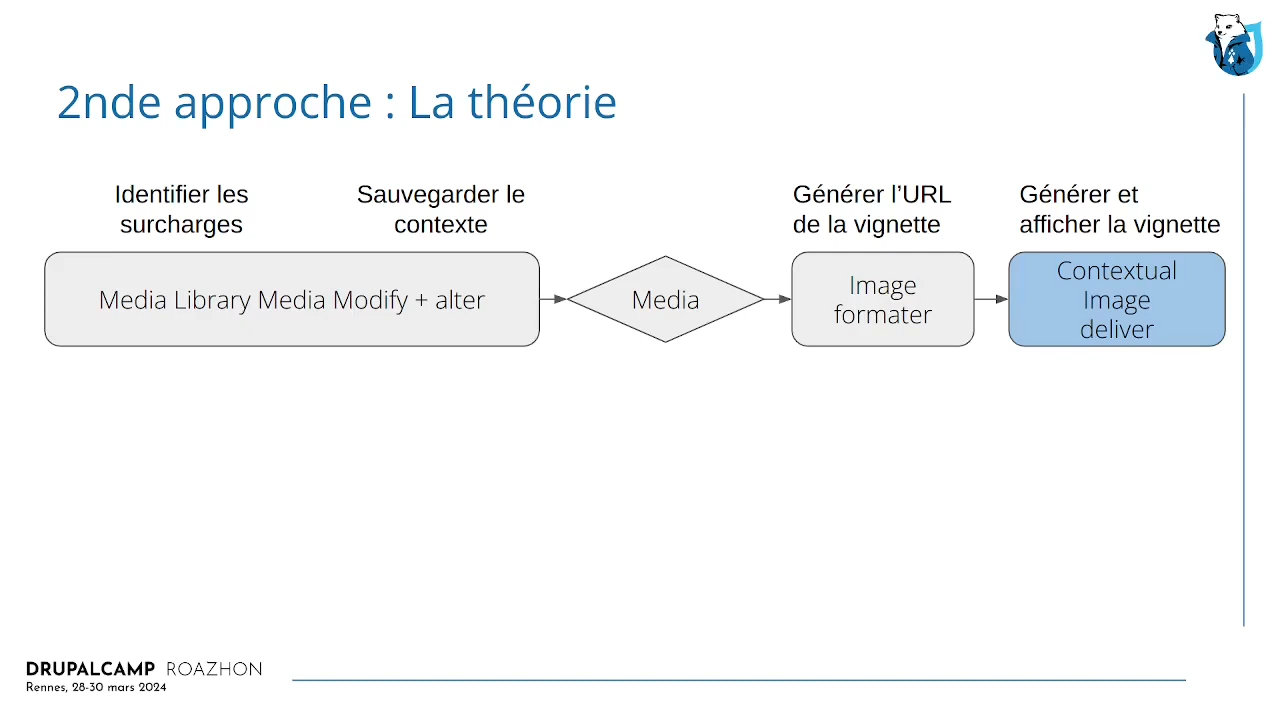 2nde approche : La théorie
Identifier les
surcharges
Sauvegarder le
contexte
Générer l’URL
de la vignette
Générer et
afficher la vignette
Media Library Media Modify + alter
Media
Image
formater
Contextual
Image
deliver
DRUPALCAMP ROAZHON
Rennes, 28-30 mars 2024